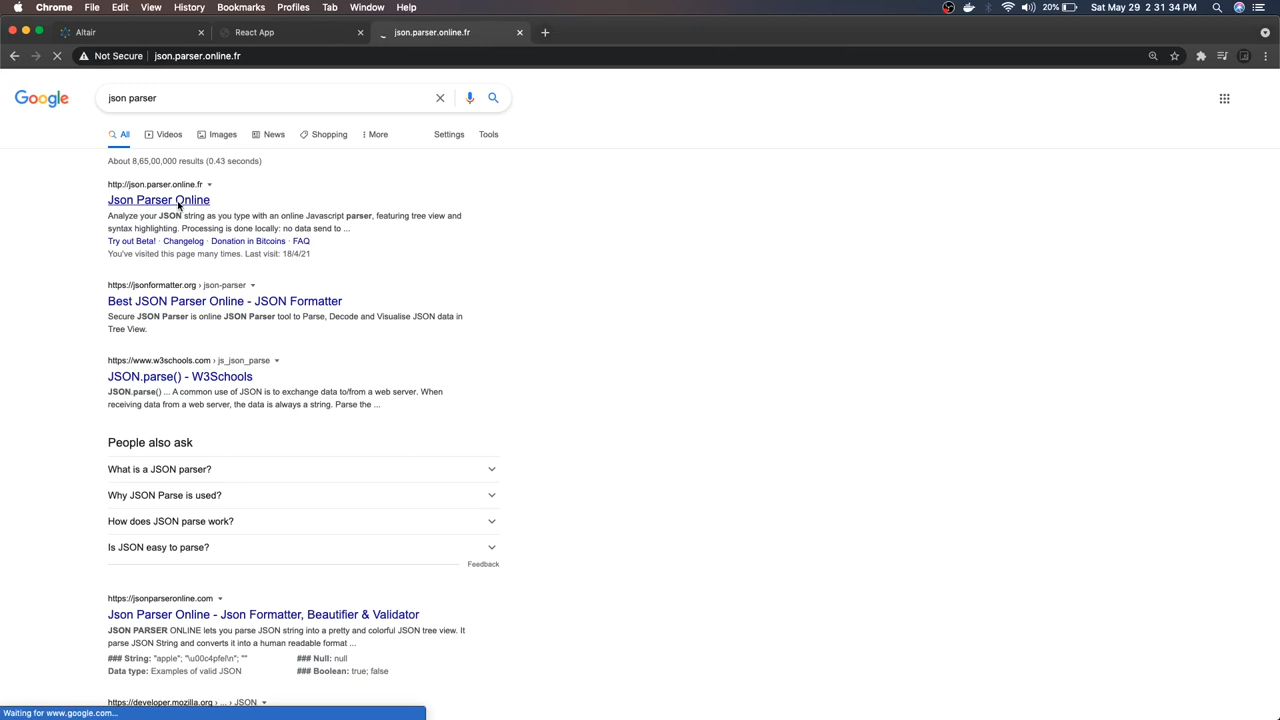 Chrome File Edit View History Bookmarks Profiles Tab Window Help 20% Sat May 29 2:31:34 PM
Altair React App json.parser.online.fr
Not Secure json.parser.online.fr
Google json parser
All Videos Images News Shopping More Settings Tools
About 8,65,00,000 results (0.43 seconds)
http://json.parser.online.fr
Json Parser Online
Analyze your JSON string as you type with an online Javascript parser, featuring tree view and
syntax highlighting. Processing is done locally: no data send to ...
Try out Beta! · Changelog · Donation in Bitcoins · FAQ
You've visited this page many times. Last visit: 18/4/21
https://jsonformatter.org › json-parser
Best JSON Parser Online - JSON Formatter
Secure JSON Parser is online JSON Parser tool to Parse, Decode and Visualise JSON data in
Tree View.
https://www.w3schools.com › js_json_parse
JSON.parse() - W3Schools
JSON.parse() ... A common use of JSON is to exchange data to/from a web server. When
receiving data from a web server, the data is always a string. Parse the ...
People also ask
What is a JSON parser?
Why JSON Parse is used?
How does JSON parse work?
Is JSON easy to parse?
Feedback
https://jsonparseronline.com
Json Parser Online - Json Formatter, Beautifier & Validator
JSON PARSER ONLINE lets you parse JSON string into a pretty and colorful JSON tree view. It
parse JSON String and converts it into a human readable format ...
### String: "apple"; "\u00c4pfel\n"; "" ### Null: null
Data type: Examples of valid JSON ### Boolean: true; false
https://developer.mozilla.org › ... › JSON
Waiting for www.google.com...